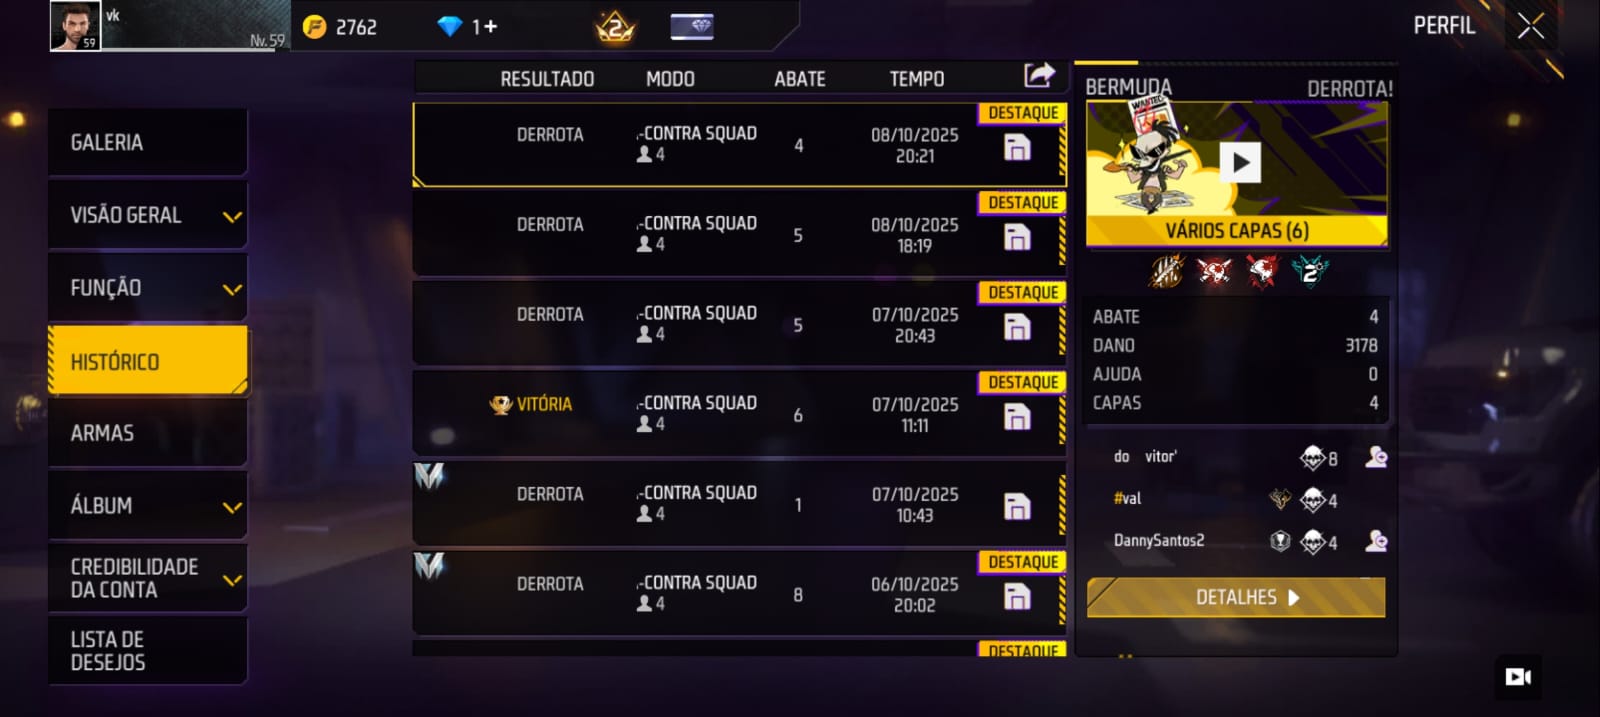 vk
59
Nv.59
2762
1+
2
PERFIL
GALERIA
VISÃO GERAL
FUNÇÃO
HISTÓRICO
ARMAS
ÁLBUM
CREDIBILIDADE
DA CONTA
LISTA DE
DESEJOS
RESULTADO MODO ABATE TEMPO
DESTAQUE
DERROTA .-CONTRA SQUAD 4 08/10/2025
4 20:21
DESTAQUE
DERROTA .-CONTRA SQUAD 5 08/10/2025
4 18:19
DESTAQUE
DERROTA .-CONTRA SQUAD 5 07/10/2025
4 20:43
DESTAQUE
VITÓRIA .-CONTRA SQUAD 6 07/10/2025
4 11:11
DERROTA .-CONTRA SQUAD 1 07/10/2025
4 10:43
DESTAQUE
DERROTA .-CONTRA SQUAD 8 06/10/2025
4 20:02
DESTAQUE
BERMUDA DERROTA!
WANTED
VÁRIOS CAPAS (6)
2
ABATE 4
DANO 3178
AJUDA 0
CAPAS 4
do vitor' 8
#val 4
DannySantos2 4
DETALHES